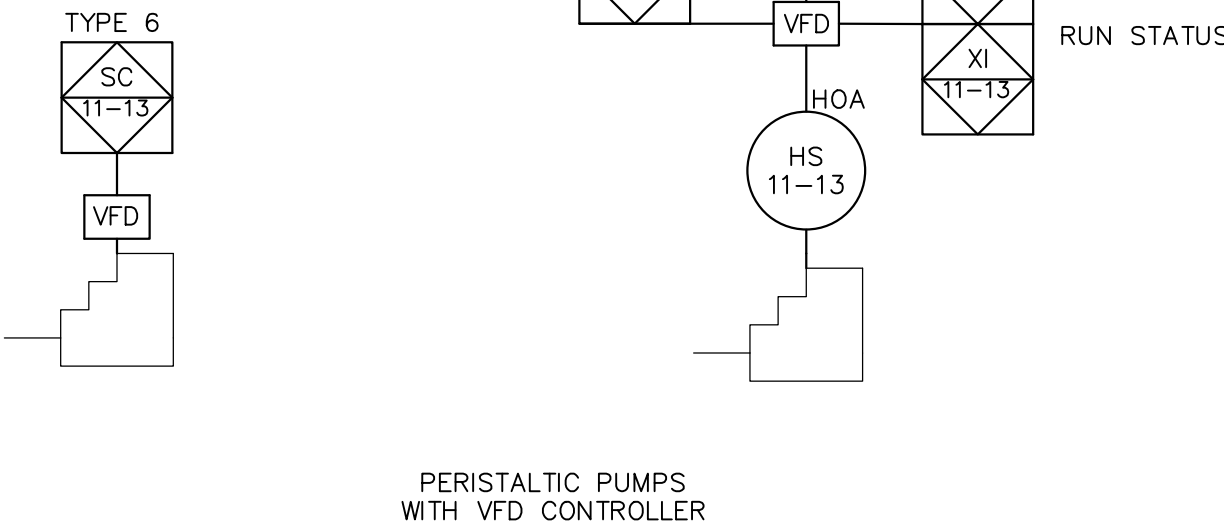 TYPE 6
SC
11-13
VFD
VFD
RUN STATUS
XI
11-13
HOA
HS
11-13
PERISTALTIC PUMPS
WITH VFD CONTROLLER